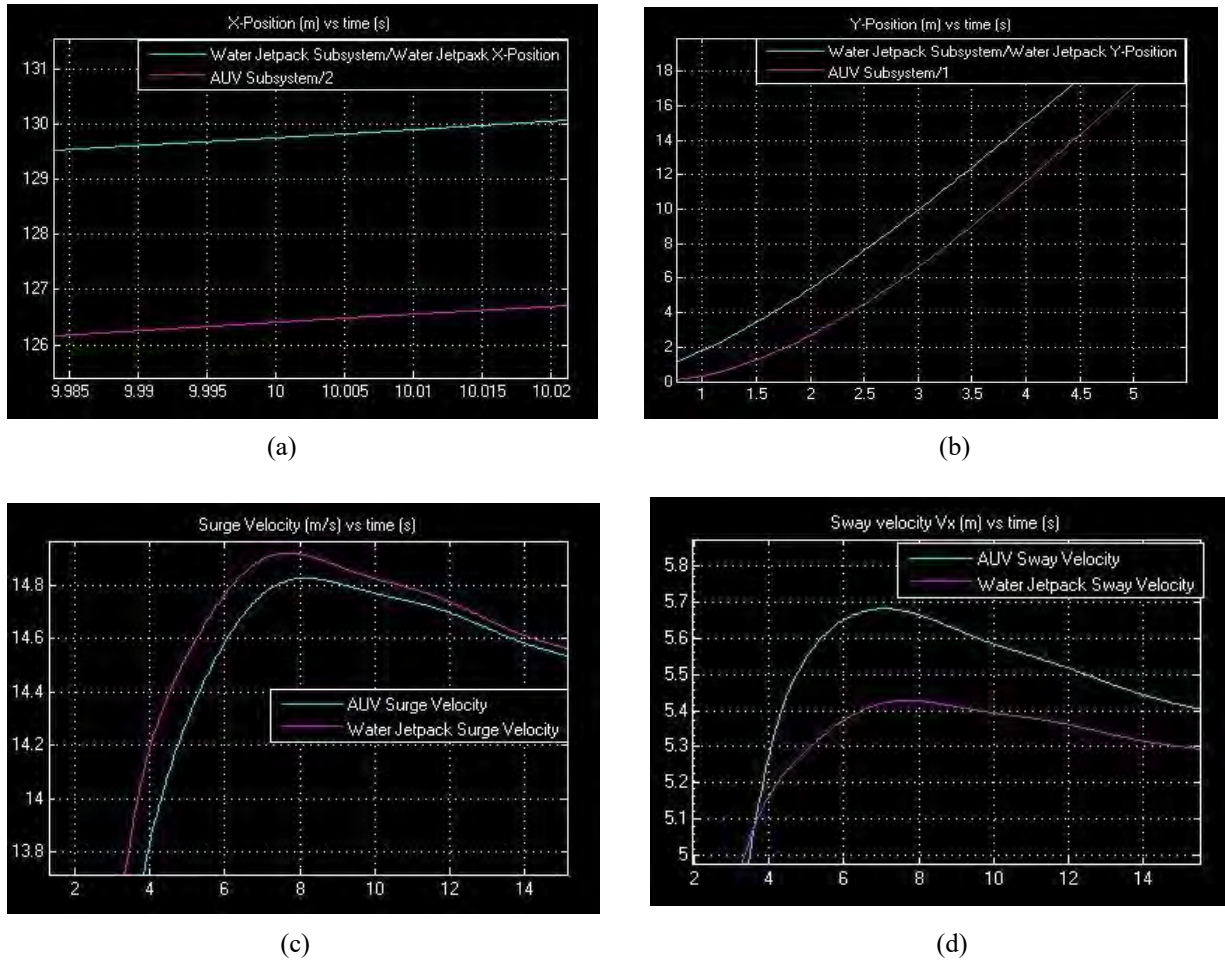 X-Position (m) vs time (s)
Water Jetpack Subsystem/Water Jetpaxk X-Position
AUV Subsystem/2
131
130
129
128
127
126
9.985 9.99 9.995 10 10.005 10.01 10.015 10.02
(a)
Y-Position (m) vs time (s)
Water Jetpack Subsystem/Water Jetpack Y-Position
AUV Subsystem/1
18
16
14
12
10
8
6
4
2
0
1 1.5 2 2.5 3 3.5 4 4.5 5
(b)
Surge Velocity (m/s) vs time (s)
14.8
14.6
14.4
14.2
14
13.8
AUV Surge Velocity
Water Jetpack Surge Velocity
2 4 6 8 10 12 14
(c)
Sway velocity Vx (m) vs time (s)
AUV Sway Velocity
Water Jetpack Sway Velocity
5.8
5.7
5.6
5.5
5.4
5.3
5.2
5.1
5
2 4 6 8 10 12 14
(d)